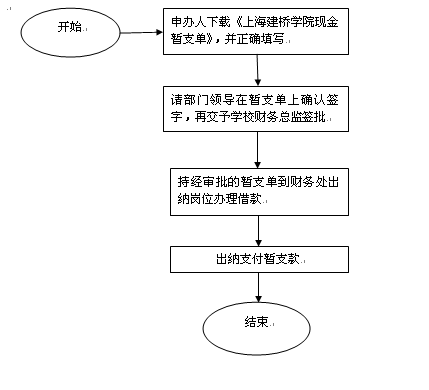 开始
申办人下载《上海建桥学院现金
暂支单》，并正确填写
请部门领导在暂支单上确认签
字，再交予学校财务总监签批
持经审批的暂支单到财务处出
纳岗位办理借款
出纳支付暂支款
结束